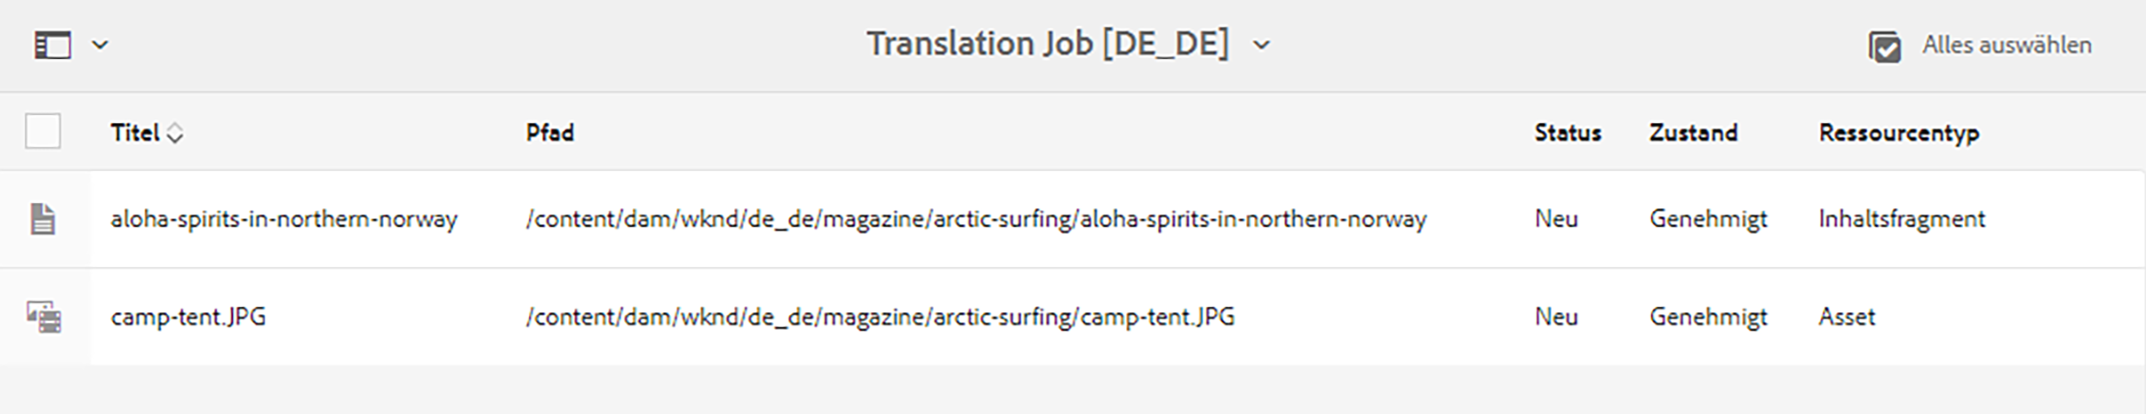 Translation Job [DE_DE]
Alles auswählen
Titel Pfad Status Zustand Ressourcentyp
aloha-spirits-in-northern-norway /content/dam/wknd/de_de/magazine/arctic-surfing/aloha-spirits-in-northern-norway Neu Genehmigt Inhaltsfragment
camp-tent.JPG /content/dam/wknd/de_de/magazine/arctic-surfing/camp-tent.JPG Neu Genehmigt Asset